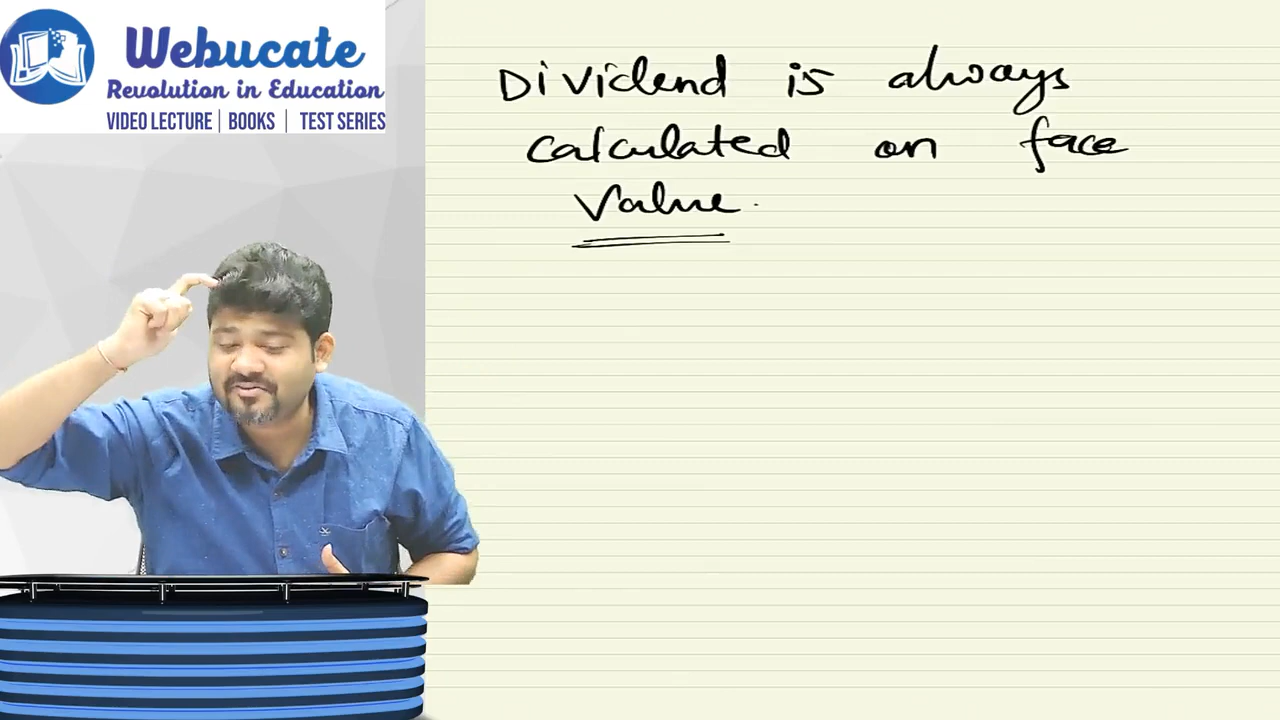 Webucate
Revolution in Education
VIDEO LECTURE | BOOKS | TEST SERIES
Dividend is always
calculated on face
Value.